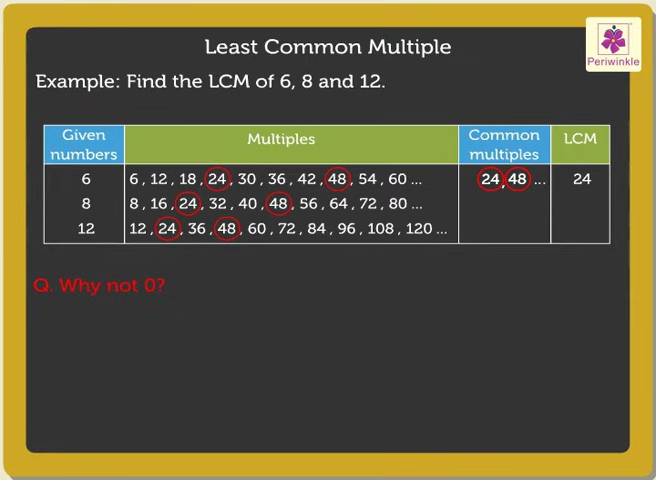 Least Common Multiple
Periwinkle
Example: Find the LCM of 6, 8 and 12.
Given numbers Multiples Common multiples LCM
6 6 , 12 , 18 , 24 , 30 , 36 , 42 , 48 , 54 , 60 ... 24 , 48 ... 24
8 8 , 16 , 24 , 32 , 40 , 48 , 56 , 64 , 72 , 80 ...
12 12 , 24 , 36 , 48 , 60 , 72 , 84 , 96 , 108 , 120 ...
Q. Why not 0?